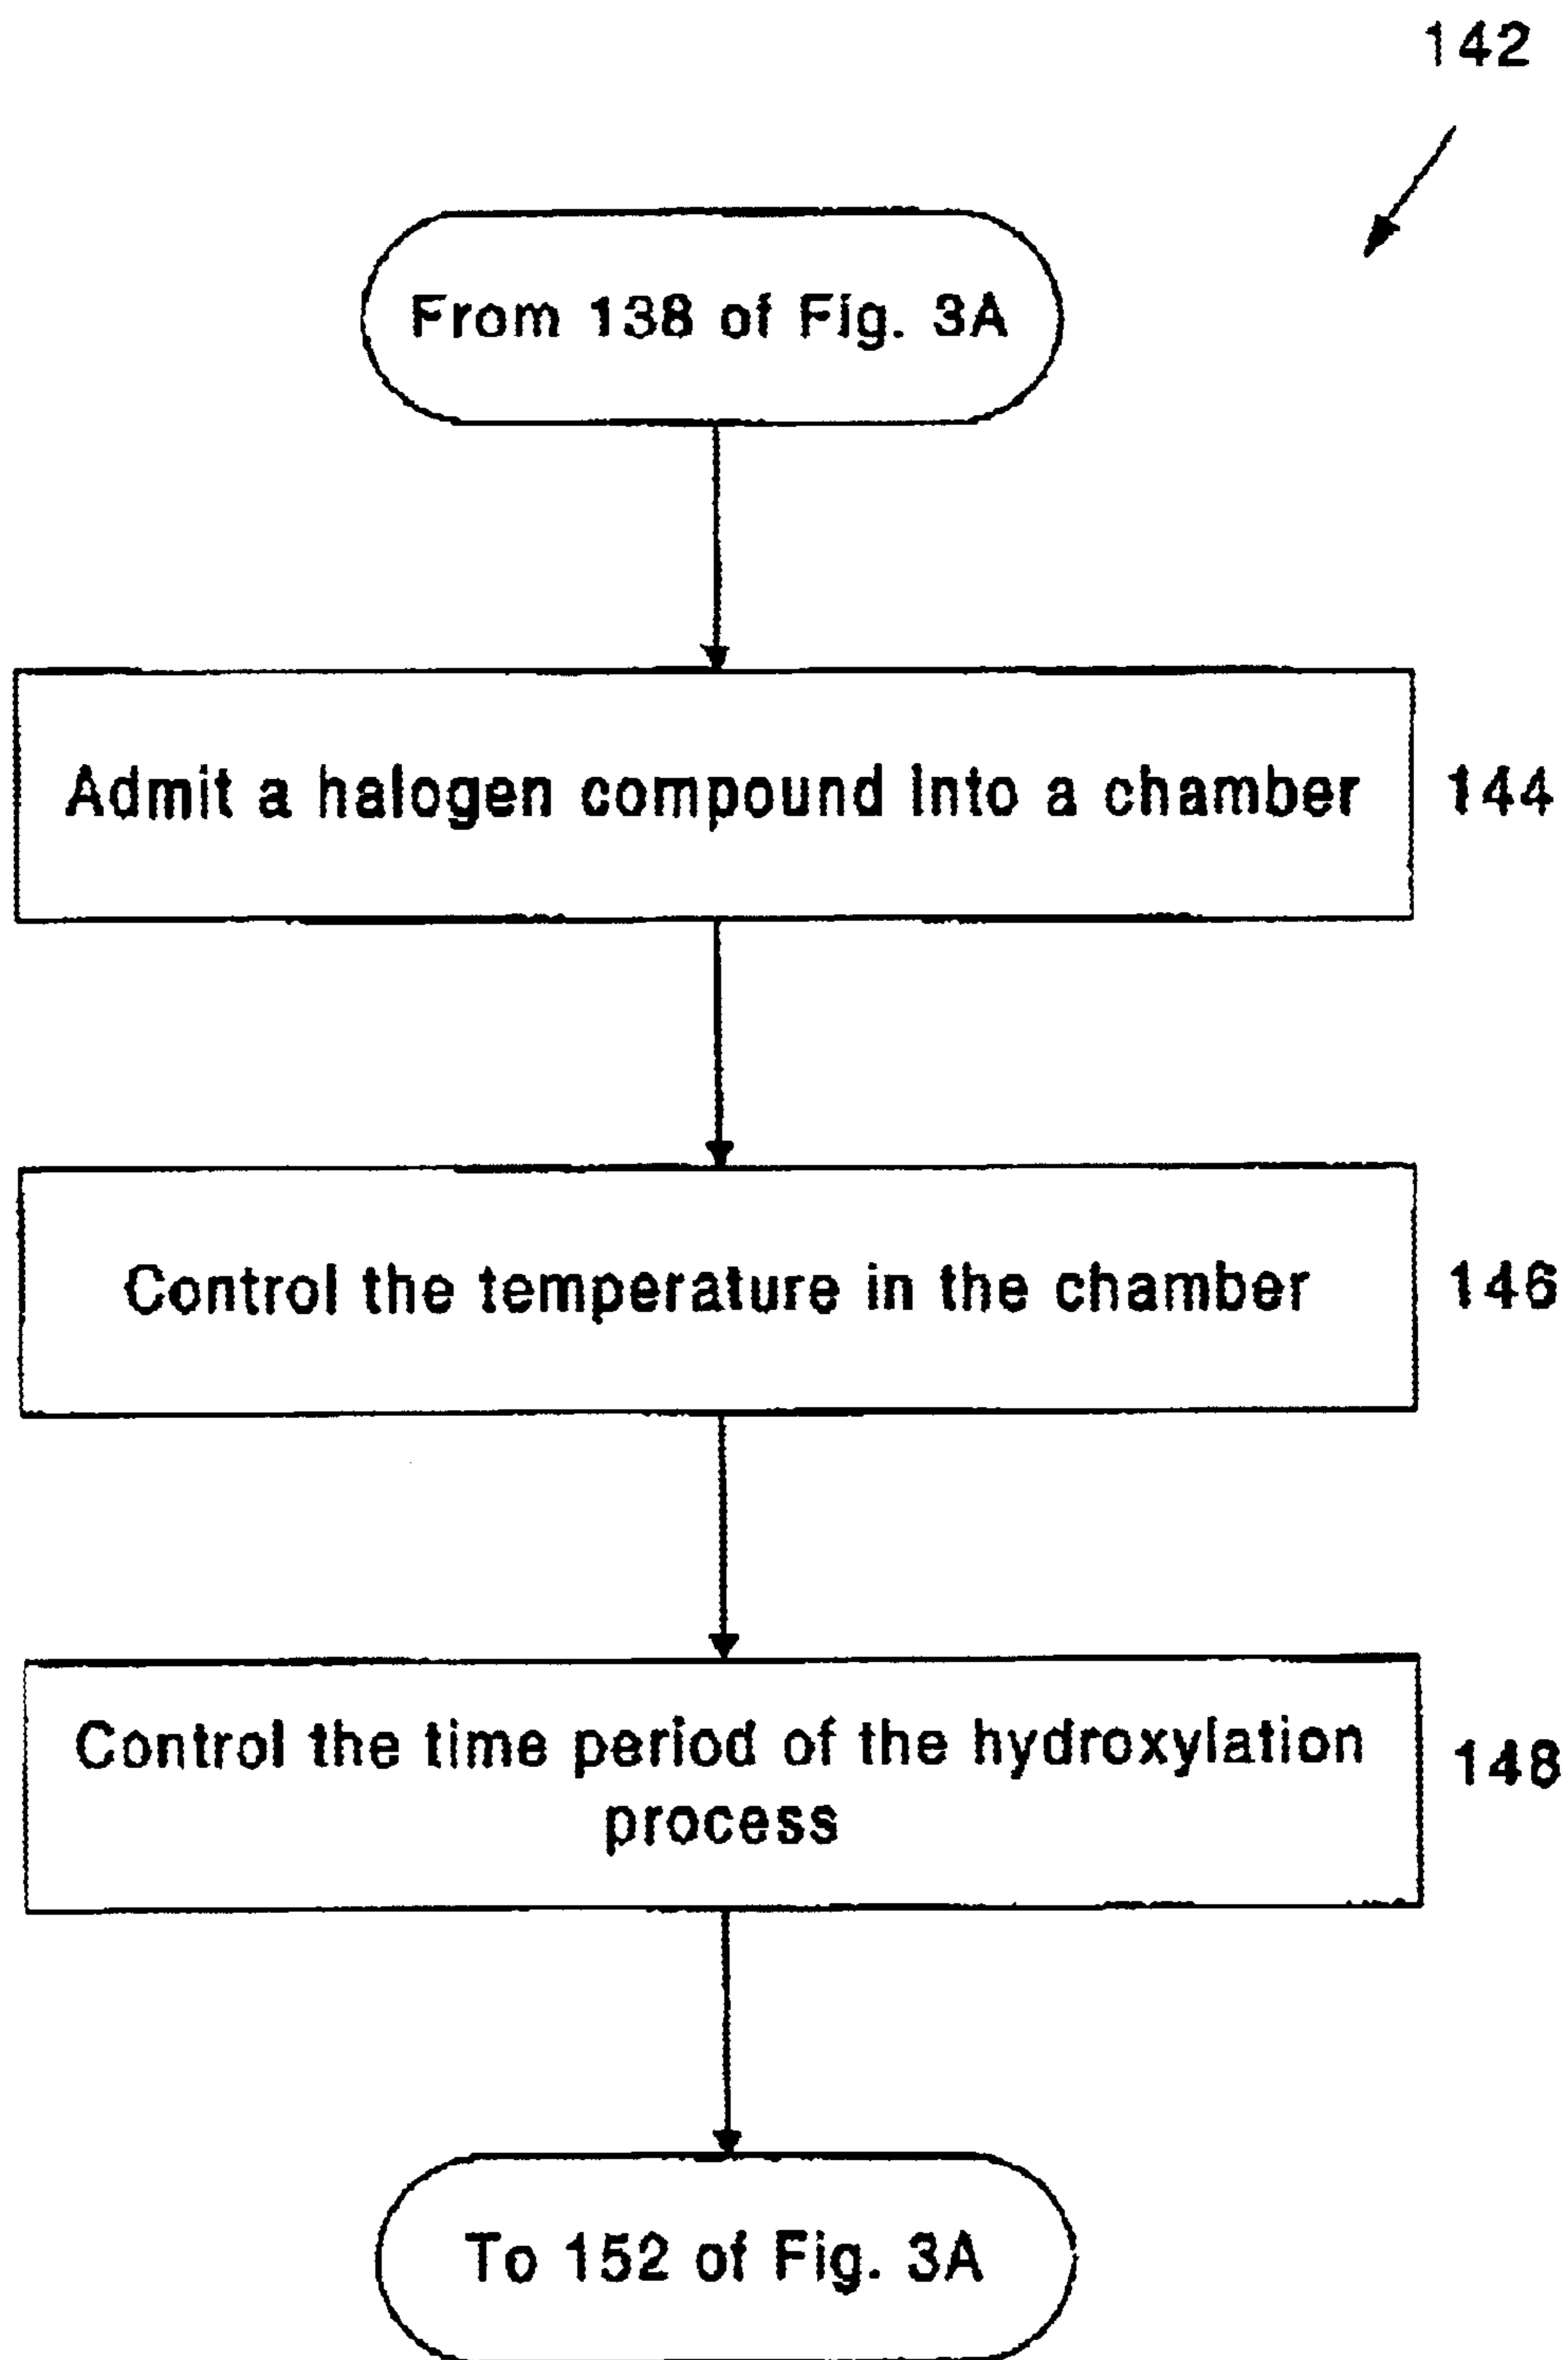 142
From 138 of Fig. 3A
Admit a halogen compound into a chamber
144
Control the temperature in the chamber
146
Control the time period of the hydroxylation
process
148
To 152 of Fig. 3A